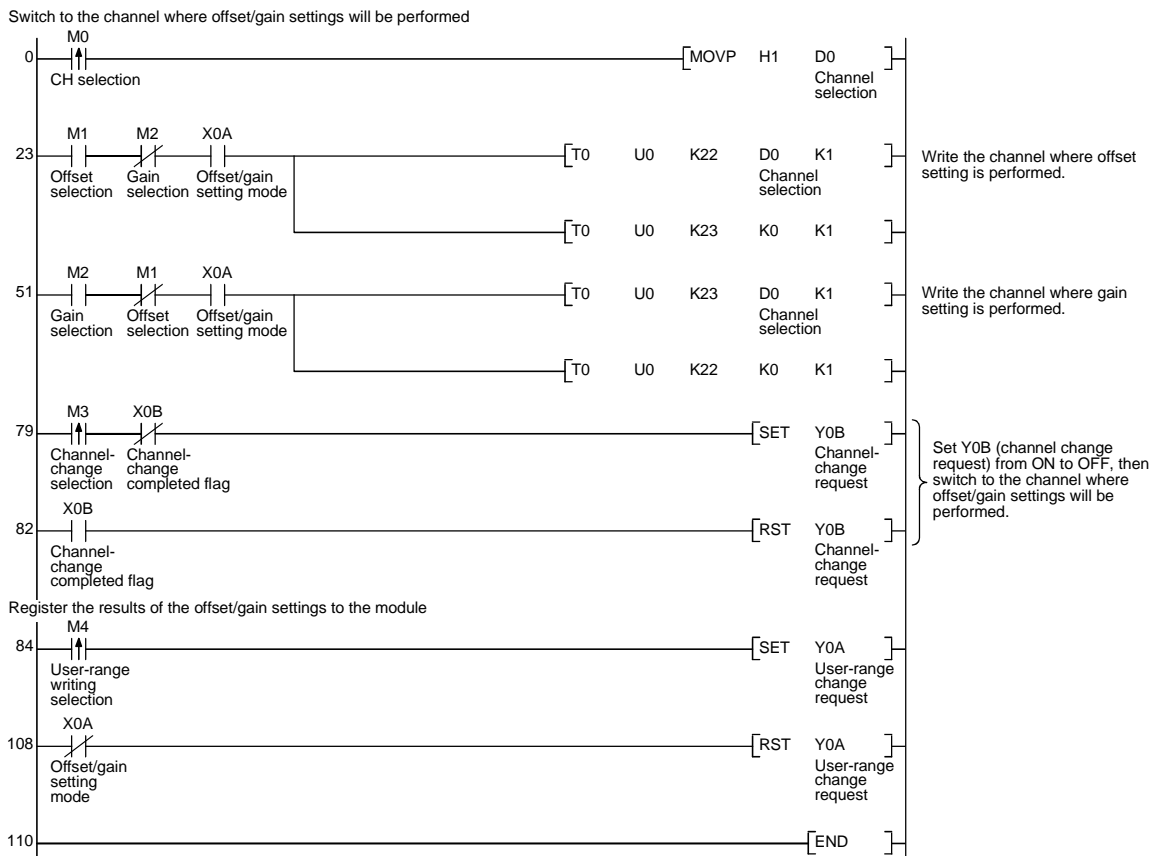 Switch to the channel where offset/gain settings will be performed
M0
0 [MOVP H1 D0 ]
CH selection Channel
selection
M1 M2 X0A
23 [T0 U0 K22 D0 K1 ] Write the channel where offset
Offset Gain Offset/gain Channel setting is performed.
selection selection setting mode selection
[T0 U0 K23 K0 K1 ]
M2 M1 X0A
51 [T0 U0 K23 D0 K1 ] Write the channel where gain
Gain Offset Offset/gain Channel setting is performed.
selection selection setting mode selection
[T0 U0 K22 K0 K1 ]
M3 X0B
79 [SET Y0B ]
Channel- Channel- Channel-
change change change
selection completed flag request
Set Y0B (channel change
request) from ON to OFF, then
switch to the channel where
offset/gain settings will be
performed.
X0B
82 [RST Y0B ]
Channel- Channel-
change change
completed flag request
Register the results of the offset/gain settings to the module
M4
84 [SET Y0A ]
User-range User-range
writing change
selection request
X0A
108 [RST Y0A ]
Offset/gain User-range
setting change
mode request
110 [END ]